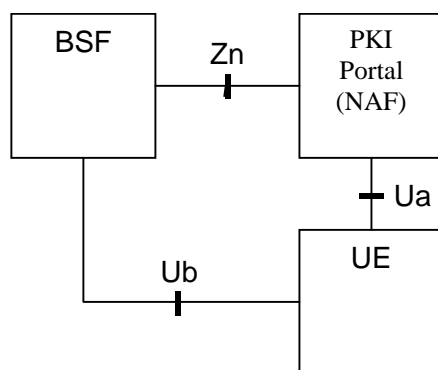 BSF
Zn
PKI
Portal
(NAF)
Ua
UE
Ub